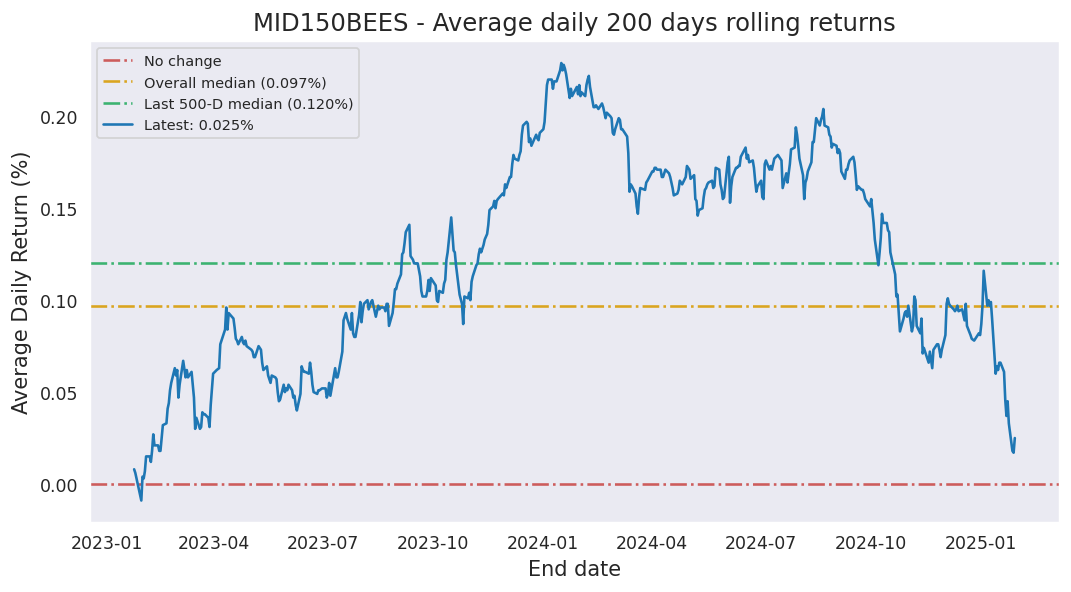 MID150BEES - Average daily 200 days rolling returns
No change
Overall median (0.097%)
Last 500-D median (0.120%)
Latest: 0.025%
Average Daily Return (%)
0.20
0.15
0.10
0.05
0.00
2023-01 2023-04 2023-07 2023-10 2024-01 2024-04 2024-07 2024-10 2025-01
End date